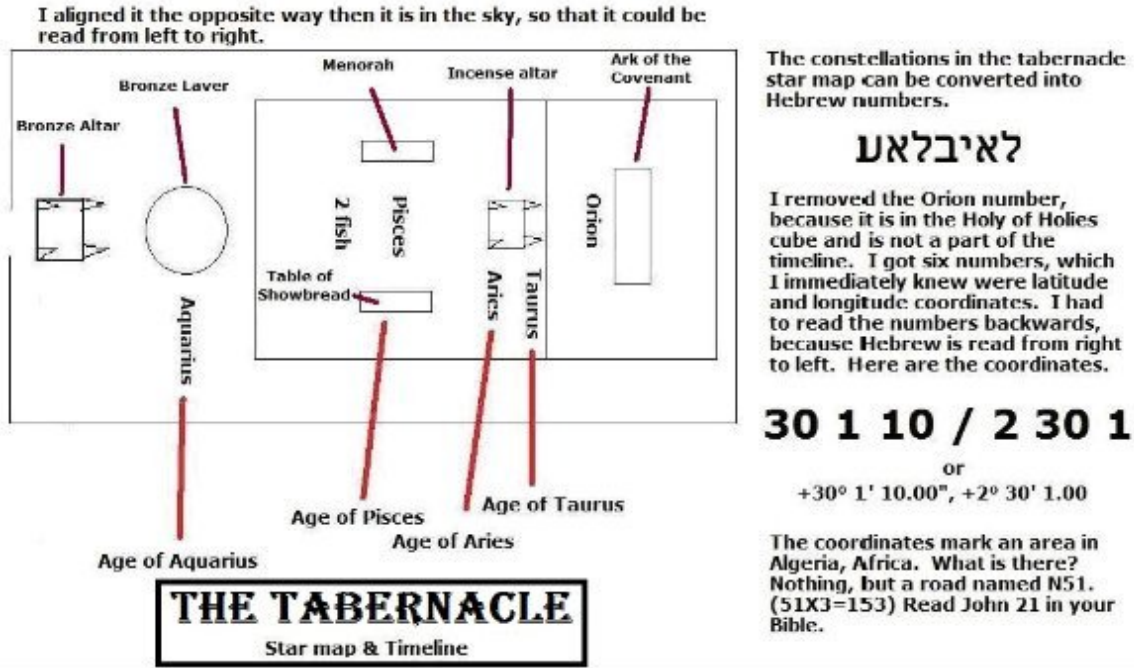 I aligned it the opposite way then it is in the sky, so that it could be
read from left to right.
Bronze Altar
Bronze Laver
Menorah
Incense altar
Ark of the
Covenant
Pisces
2 fish
Orion
Table of
Showbread
Aquarius
Aries
Taurus
Age of Aquarius
Age of Pisces
Age of Aries
Age of Taurus
THE TABERNACLE
Star map & Timeline
The constellations in the tabernacle
star map can be converted into
Hebrew numbers.
לאיבלאע
I removed the Orion number,
because it is in the Holy of Holies
cube and is not a part of the
timeline. I got six numbers, which
I immediately knew were latitude
and longitude coordinates. I had
to read the numbers backwards,
because Hebrew is read from right
to left. Here are the coordinates.
30 1 10 / 2 30 1
or
+30º 1' 10.00", +2º 30' 1.00
The coordinates mark an area in
Algeria, Africa. What is there?
Nothing, but a road named N51.
(51X3=153) Read John 21 in your
Bible.